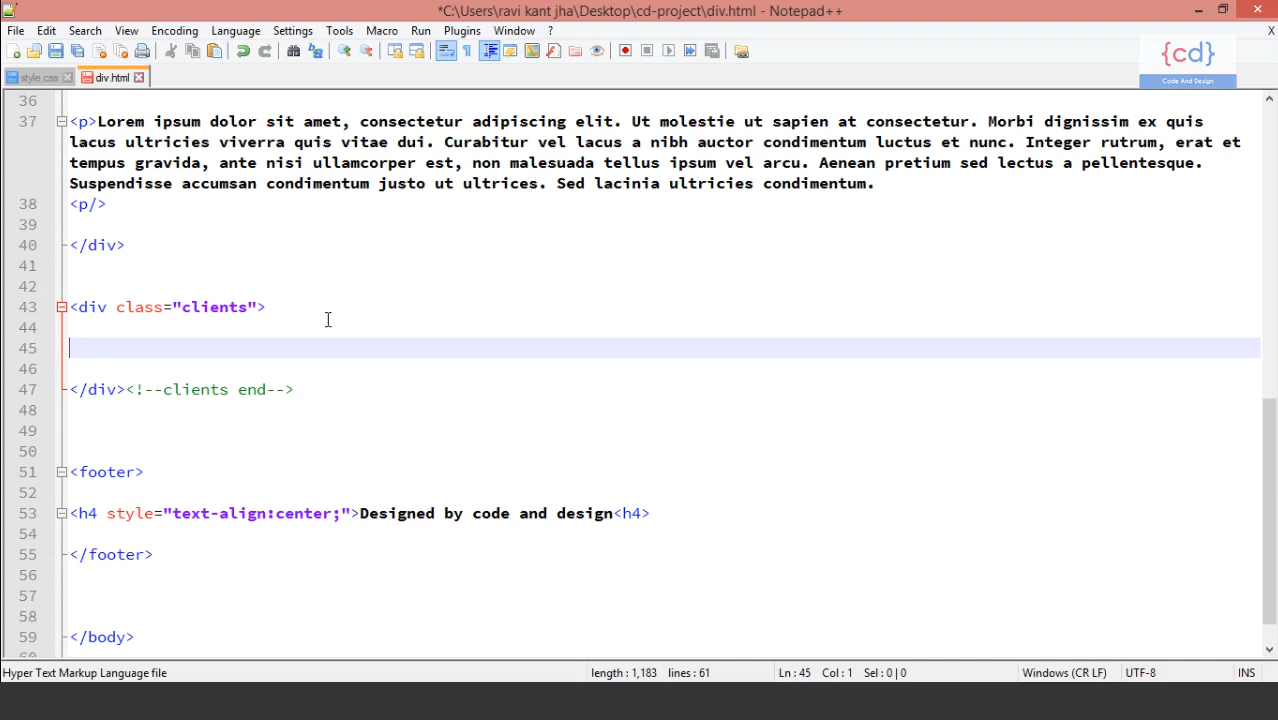 *C:\Users\ravi kant jha\Desktop\cd-project\div.html - Notepad++
File Edit Search View Encoding Language Settings Tools Macro Run Plugins Window ? X
{cd}
Code And Design
style.css div.html
36
37 <p>Lorem ipsum dolor sit amet, consectetur adipiscing elit. Ut molestie ut sapien at consectetur. Morbi dignissim ex quis
lacus ultricies viverra quis vitae dui. Curabitur vel lacus a nibh auctor condimentum luctus et nunc. Integer rutrum, erat et
tempus gravida, ante nisi ullamcorper est, non malesuada tellus ipsum vel arcu. Aenean pretium sed lectus a pellentesque.
Suspendisse accumsan condimentum justo ut ultrices. Sed lacinia ultricies condimentum.
38 <p/>
39
40 </div>
41
42
43 <div class="clients">
44
45
46
47 </div><!--clients end-->
48
49
50
51 <footer>
52
53 <h4 style="text-align:center;">Designed by code and design<h4>
54
55 </footer>
56
57
58
59 </body>
60
Hyper Text Markup Language file length : 1,183 lines : 61 Ln : 45 Col : 1 Sel : 0 | 0 Windows (CR LF) UTF-8 INS